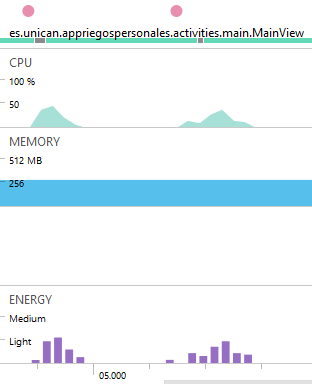 es.unican.appriegospersonales.activities.main.MainView
CPU
100 %
50
MEMORY
512 MB
256
ENERGY
Medium
Light
05.000